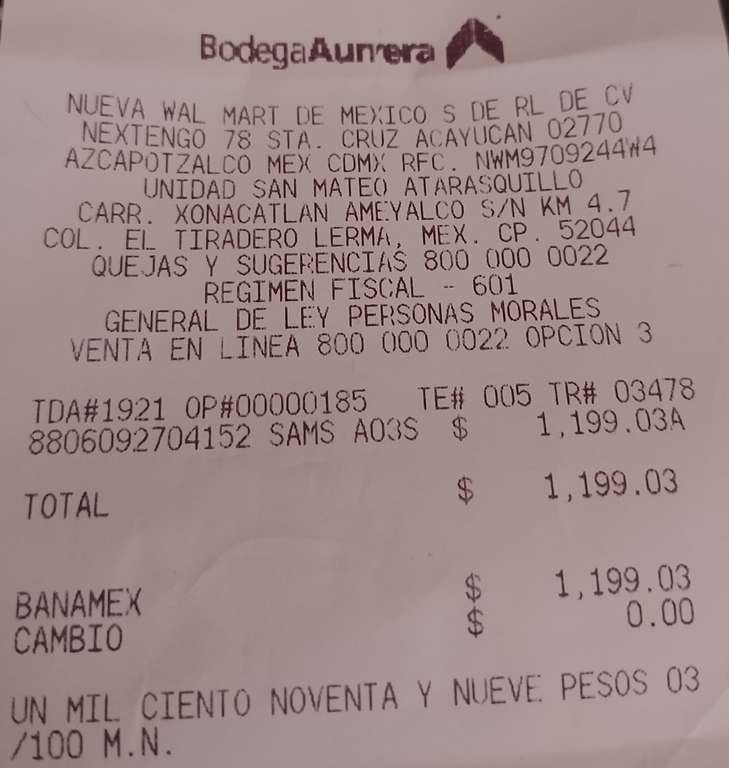 BodegaAurrera
NUEVA WAL MART DE MEXICO S DE RL DE CV
NEXTENGO 78 STA. CRUZ ACAYUCAN 02770
AZCAPOTZALCO MEX CDMX RFC. NWM9709244W4
UNIDAD SAN MATEO ATARASQUILLO
CARR. XONACATLAN AMEYALCO S/N KM 4.7
COL. EL TIRADERO LERMA, MEX. CP. 52044
QUEJAS Y SUGERENCIAS 800 000 0022
REGIMEN FISCAL - 601
GENERAL DE LEY PERSONAS MORALES
VENTA EN LINEA 800 000 0022 OPCION 3
TDA#1921 OP#00000185 TE# 005 TR# 03478
8806092704152 SAMS A03S $ 1,199.03A
TOTAL $ 1,199.03
BANAMEX $ 1,199.03
CAMBIO $ 0.00
UN MIL CIENTO NOVENTA Y NUEVE PESOS 03
/100 M.N.